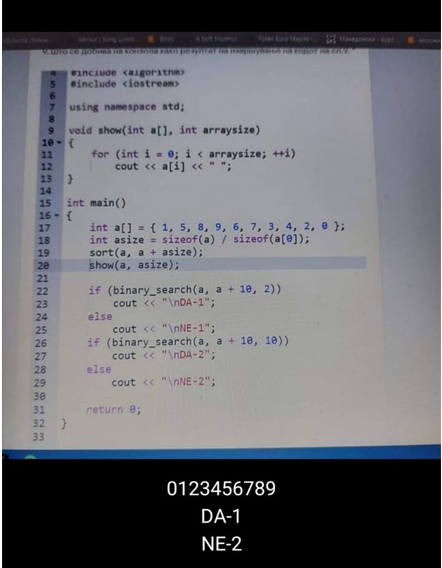 9. Што се добива на конзола како резултат на извршување на кодот на сл.9.
4 #include <algorithm>
5 #include <iostream>
6
7 using namespace std;
8
9 void show(int a[], int arraysize)
10 {
11 for (int i = 0; i < arraysize; ++i)
12 cout << a[i] << " ";
13 }
14
15 int main()
16 {
17 int a[] = { 1, 5, 8, 9, 6, 7, 3, 4, 2, 0 };
18 int asize = sizeof(a) / sizeof(a[0]);
19 sort(a, a + asize);
20 show(a, asize);
21
22 if (binary_search(a, a + 10, 2))
23 cout << "\nDA-1";
24 else
25 cout << "\nNE-1";
26 if (binary_search(a, a + 10, 10))
27 cout << "\nDA-2";
28 else
29 cout << "\nNE-2";
30
31 return 0;
32 }
33
0123456789
DA-1
NE-2